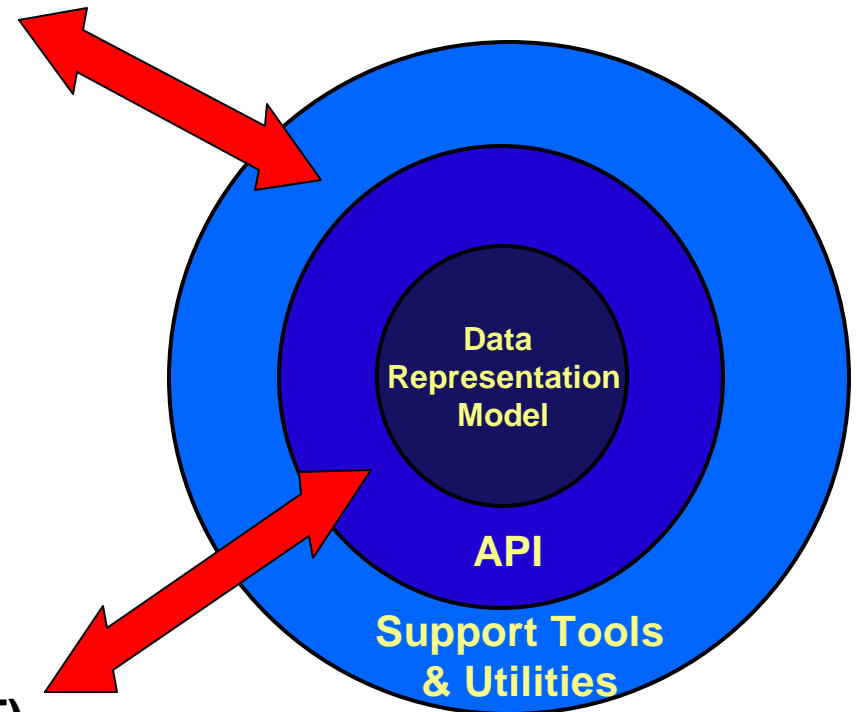 Data
Representation
Model
API
Support Tools
& Utilities
)